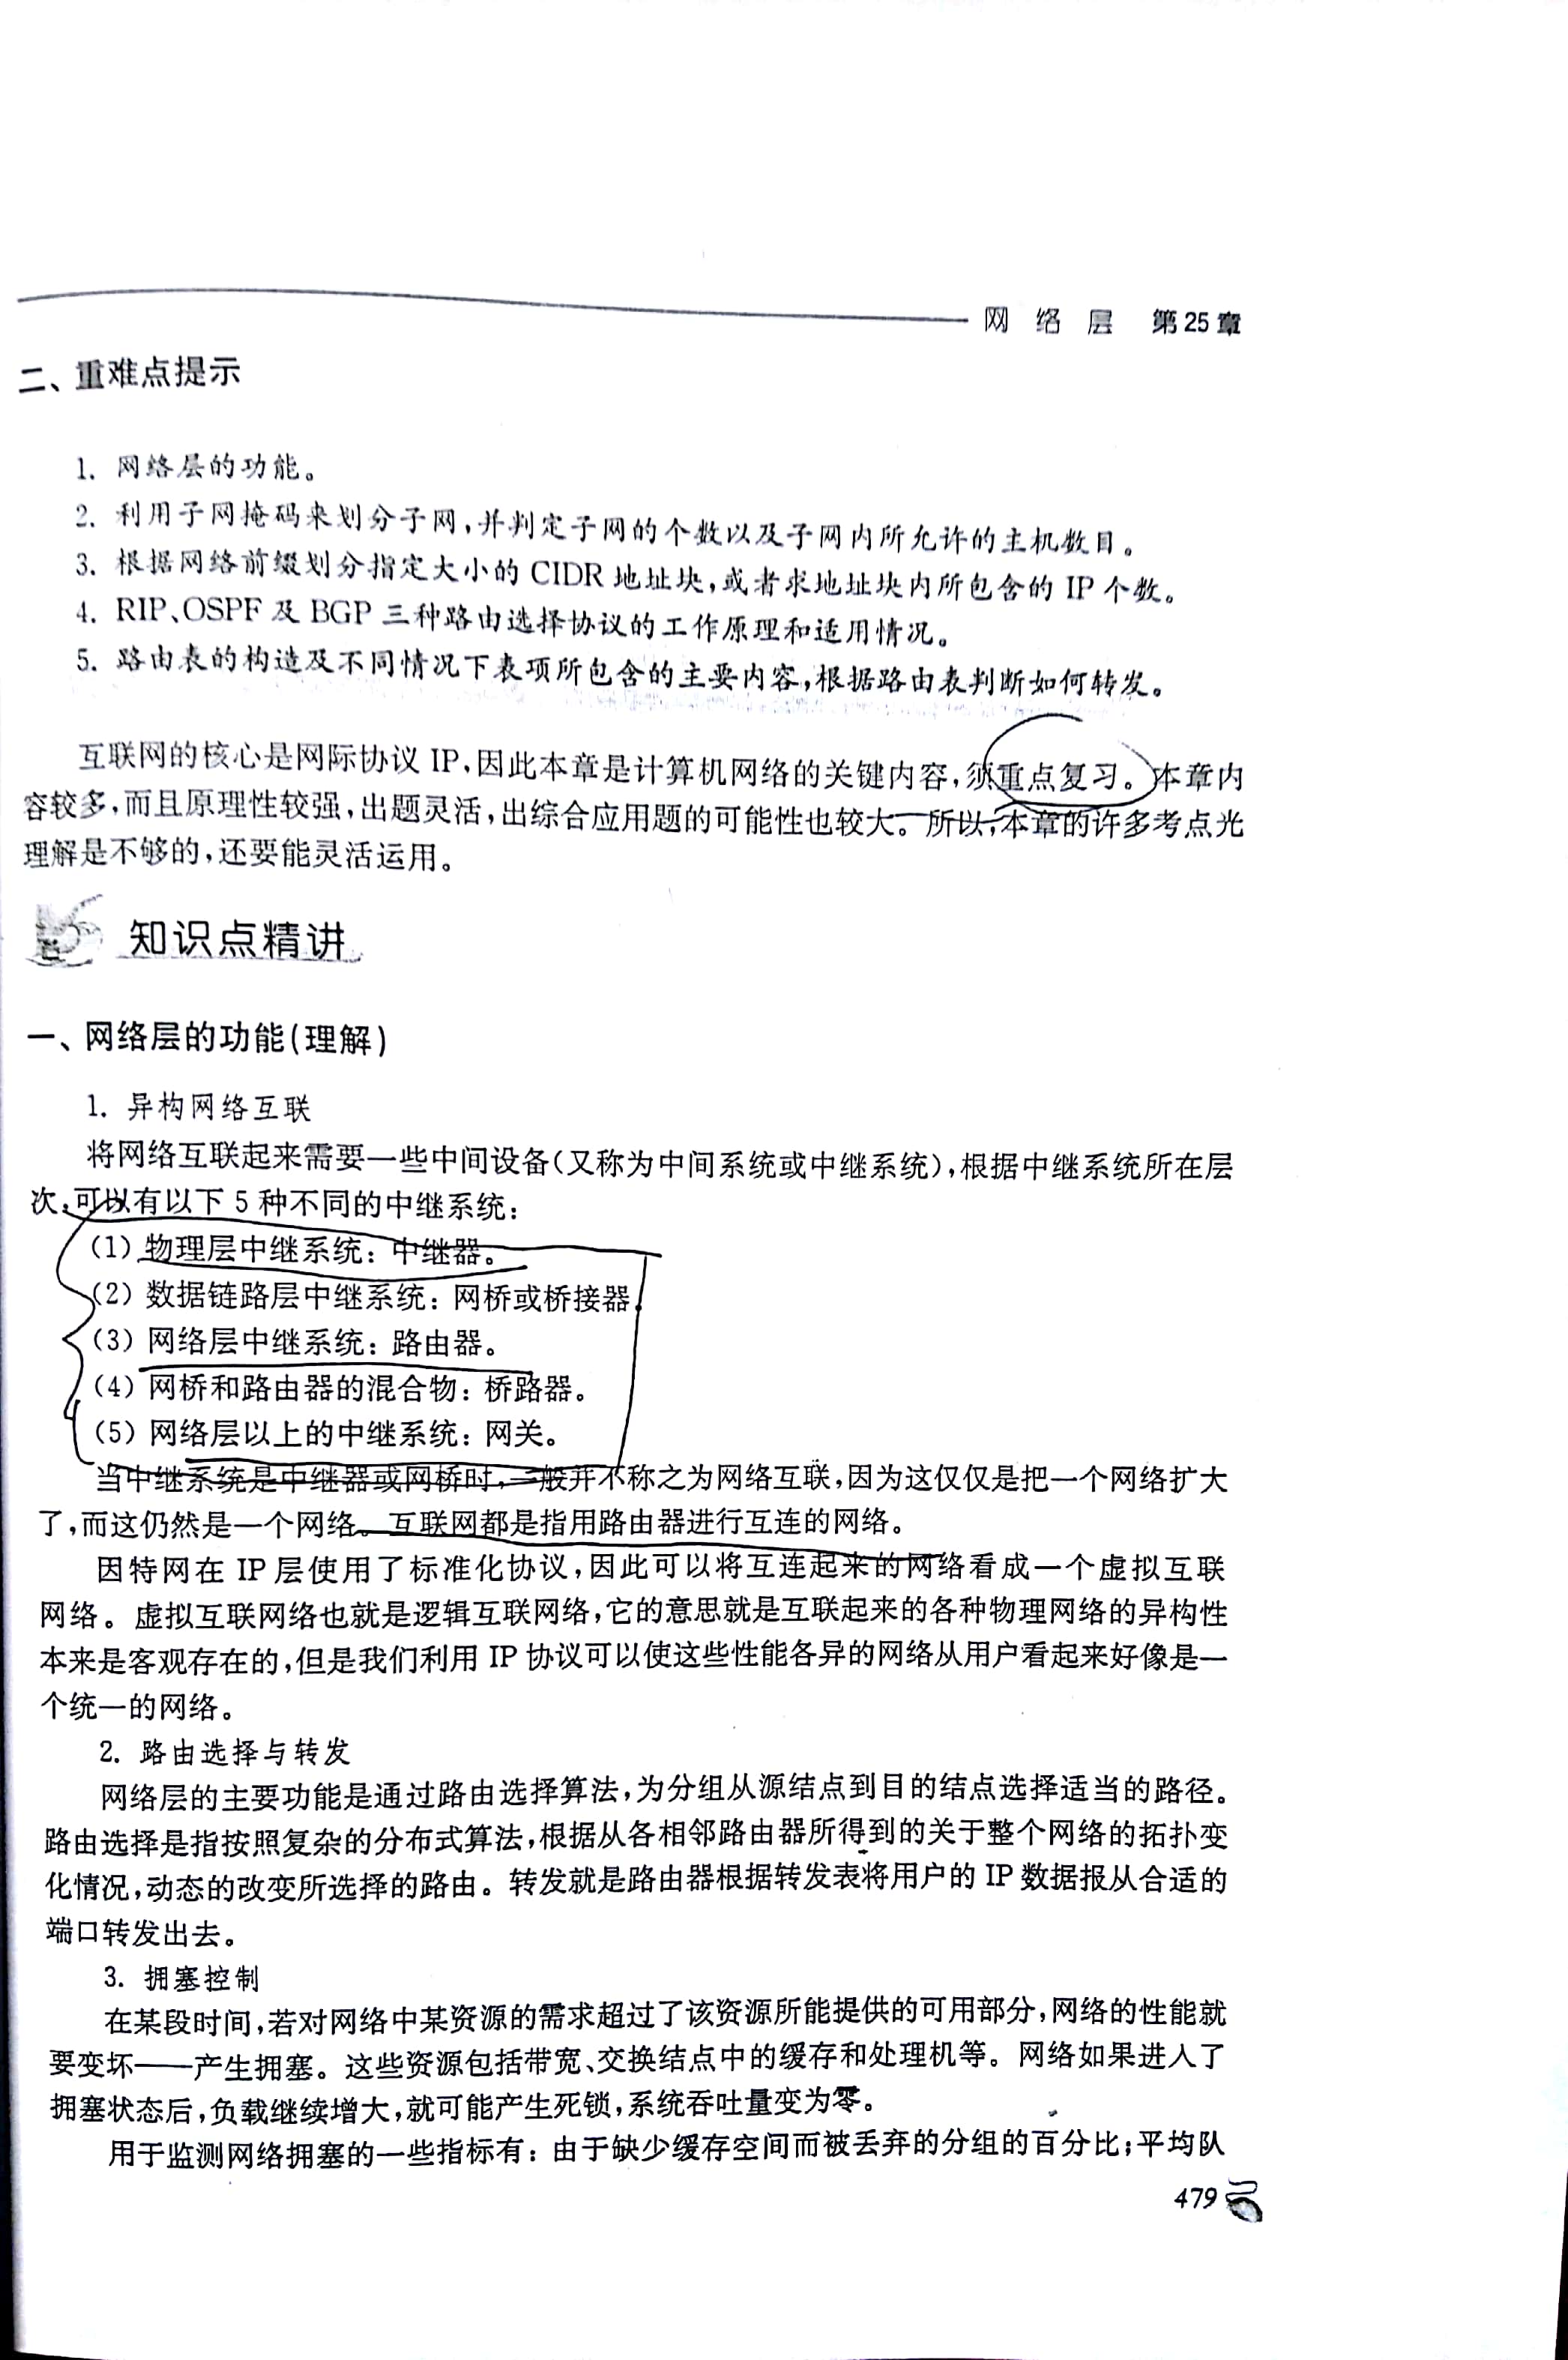 网 络 层 第25章
二、重难点提示
1. 网络层的功能。
2. 利用子网掩码来划分子网,并判定子网的个数以及子网内所允许的主机数目。
3. 根据网络前缀划分指定大小的 CIDR 地址块,或者求地址块内所包含的 IP 个数。
4. RIP、OSPF 及 BGP 三种路由选择协议的工作原理和适用情况。
5. 路由表的构造及不同情况下表项所包含的主要内容,根据路由表判断如何转发。
互联网的核心是网际协议 IP,因此本章是计算机网络的关键内容,须重点复习。本章内
容较多,而且原理性较强,出题灵活,出综合应用题的可能性也较大。所以,本章的许多考点光
理解是不够的,还要能灵活运用。
知识点精讲
一、网络层的功能(理解)
1. 异构网络互联
将网络互联起来需要一些中间设备(又称为中间系统或中继系统),根据中继系统所在层
次,可以有以下 5 种不同的中继系统:
(1) 物理层中继系统: 中继器。
(2) 数据链路层中继系统: 网桥或桥接器。
(3) 网络层中继系统: 路由器。
(4) 网桥和路由器的混合物: 桥路器。
(5) 网络层以上的中继系统: 网关。
当中继系统是中继器或网桥时,一般并不称之为网络互联,因为这仅仅是把一个网络扩大
了,而这仍然是一个网络。互联网都是指用路由器进行互连的网络。
因特网在 IP 层使用了标准化协议,因此可以将互连起来的网络看成一个虚拟互联
网络。虚拟互联网络也就是逻辑互联网络,它的意思就是互联起来的各种物理网络的异构性
本来是客观存在的,但是我们利用 IP 协议可以使这些性能各异的网络从用户看起来好像是一
个统一的网络。
2. 路由选择与转发
网络层的主要功能是通过路由选择算法,为分组从源结点到目的结点选择适当的路径。
路由选择是指按照复杂的分布式算法,根据从各相邻路由器所得到的关于整个网络的拓扑变
化情况,动态的改变所选择的路由。转发就是路由器根据转发表将用户的 IP 数据报从合适的
端口转发出去。
3. 拥塞控制
在某段时间,若对网络中某资源的需求超过了该资源所能提供的可用部分,网络的性能就
要变坏——产生拥塞。这些资源包括带宽、交换结点中的缓存和处理机等。网络如果进入了
拥塞状态后,负载继续增大,就可能产生死锁,系统吞吐量变为零。
用于监测网络拥塞的一些指标有: 由于缺少缓存空间而被丢弃的分组的百分比;平均队
479